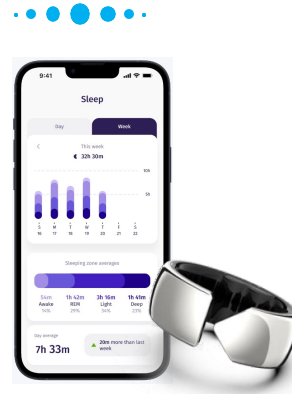 9:41
Sleep
Day Week
This week
32h 30m
10h
5h
S M T W T F S
16 17 18 19 20 21 22
Sleeping zone averages
54m 1h 42m 3h 16m 1h 41m
Awake REM Light Deep
14% 29% 34% 23%
Day average
7h 33m
20m more than last
week